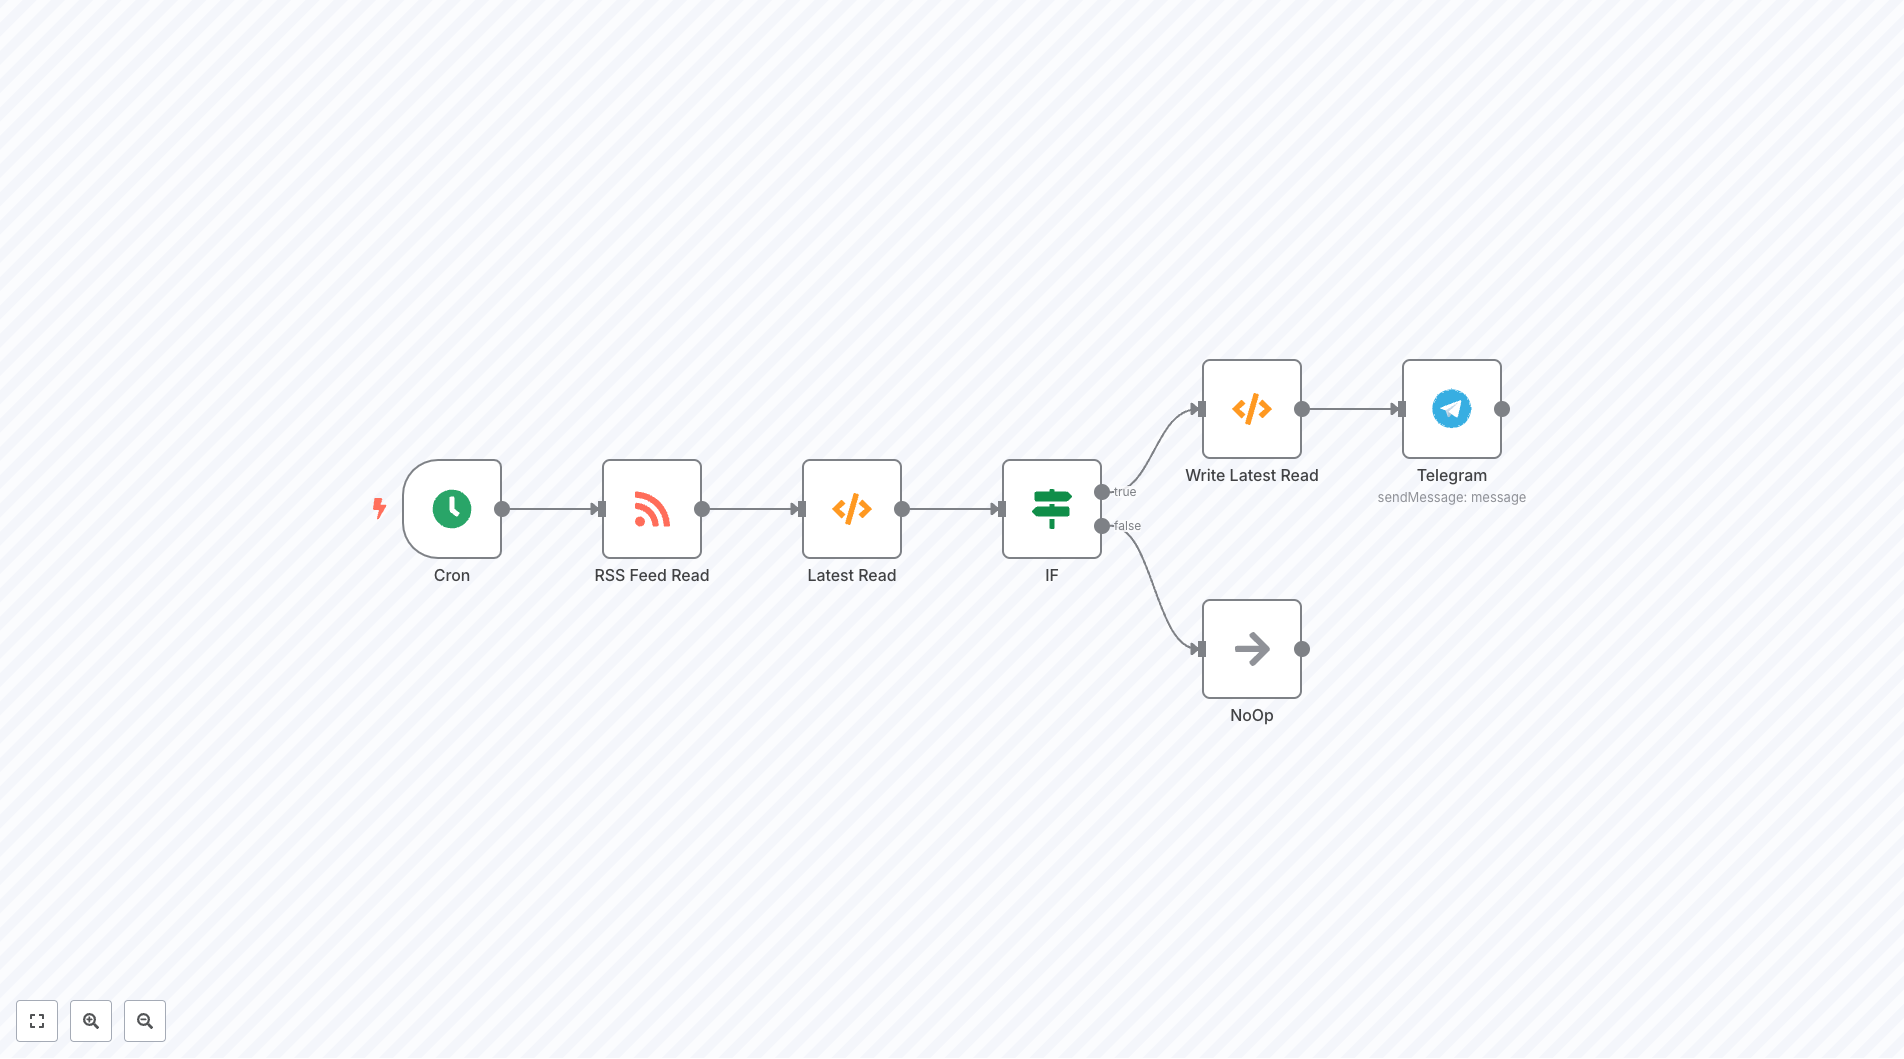 Cron
RSS Feed Read
Latest Read
IF
true
false
Write Latest Read
Telegram
sendMessage: message
NoOp